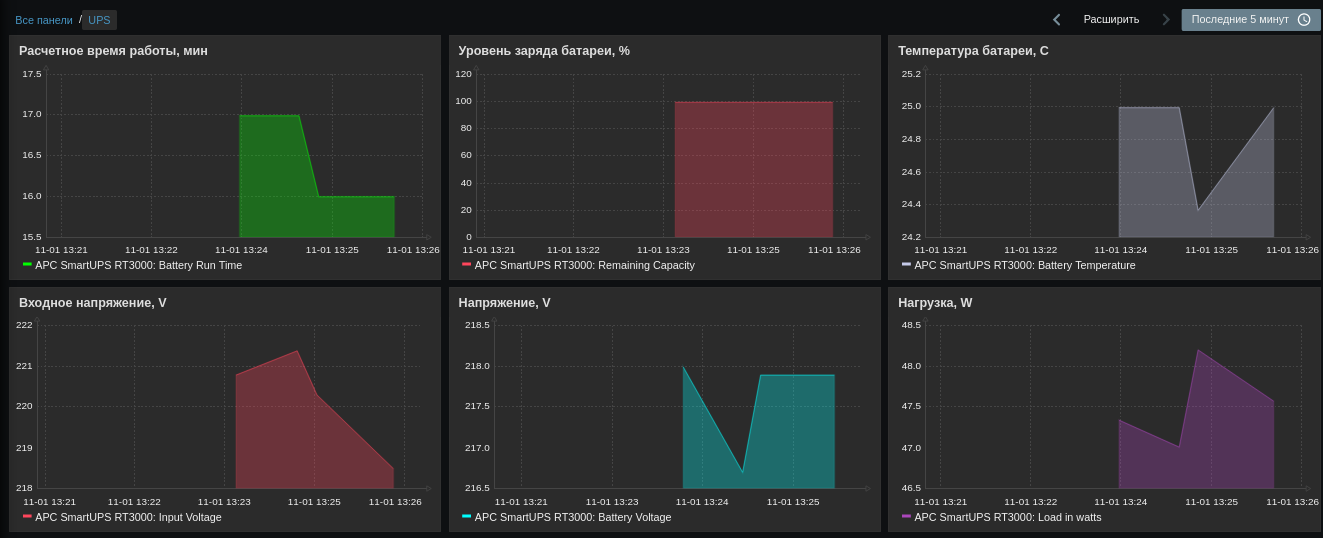 Все панели / UPS
Расширить
Последние 5 минут
Расчетное время работы, мин
17.5
17.0
16.5
16.0
15.5
11-01 13:21 11-01 13:22 11-01 13:24 11-01 13:25 11-01 13:26
APC SmartUPS RT3000: Battery Run Time
Уровень заряда батареи, %
120
100
80
60
40
20
0
11-01 13:21 11-01 13:22 11-01 13:23 11-01 13:25 11-01 13:26
APC SmartUPS RT3000: Remaining Capacity
Температура батареи, C
25.2
25.0
24.8
24.6
24.4
24.2
11-01 13:21 11-01 13:22 11-01 13:24 11-01 13:25 11-01 13:26
APC SmartUPS RT3000: Battery Temperature
Входное напряжение, V
222
221
220
219
218
11-01 13:21 11-01 13:22 11-01 13:23 11-01 13:25 11-01 13:26
APC SmartUPS RT3000: Input Voltage
Напряжение, V
218.5
218.0
217.5
217.0
216.5
11-01 13:21 11-01 13:23 11-01 13:24 11-01 13:25
APC SmartUPS RT3000: Battery Voltage
Нагрузка, W
48.5
48.0
47.5
47.0
46.5
11-01 13:21 11-01 13:22 11-01 13:24 11-01 13:25 11-01 13:26
APC SmartUPS RT3000: Load in watts